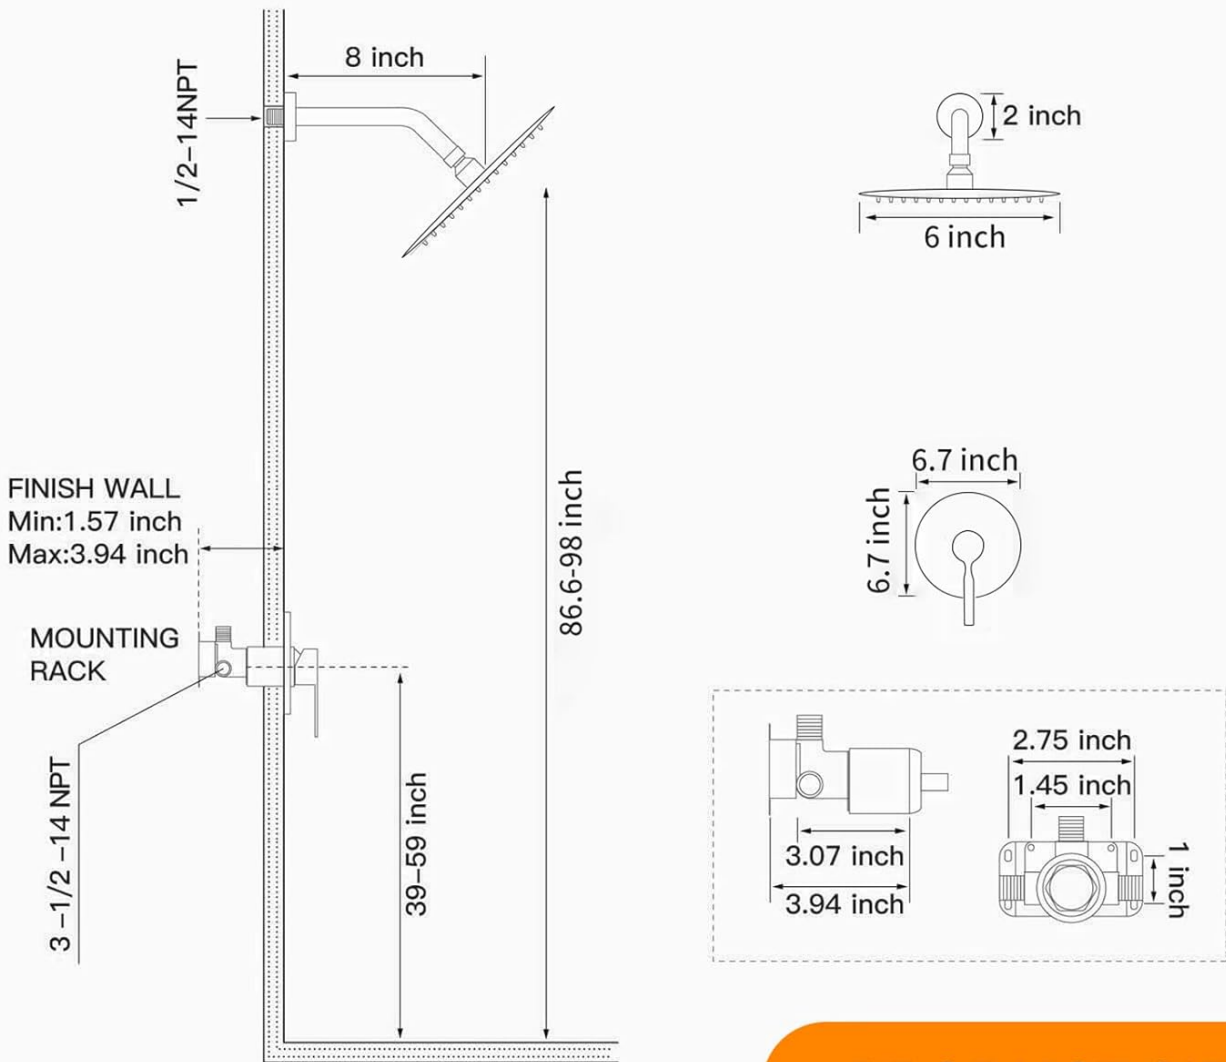 8 inch
1/2–14NPT
2 inch
6 inch
FINISH WALL
Min:1.57 inch
Max:3.94 inch
86.6-98 inch
6.7 inch
6.7 inch
MOUNTING
RACK
3 –1/2 –14 NPT
39–59 inch
2.75 inch
1.45 inch
3.07 inch
3.94 inch
1 inch